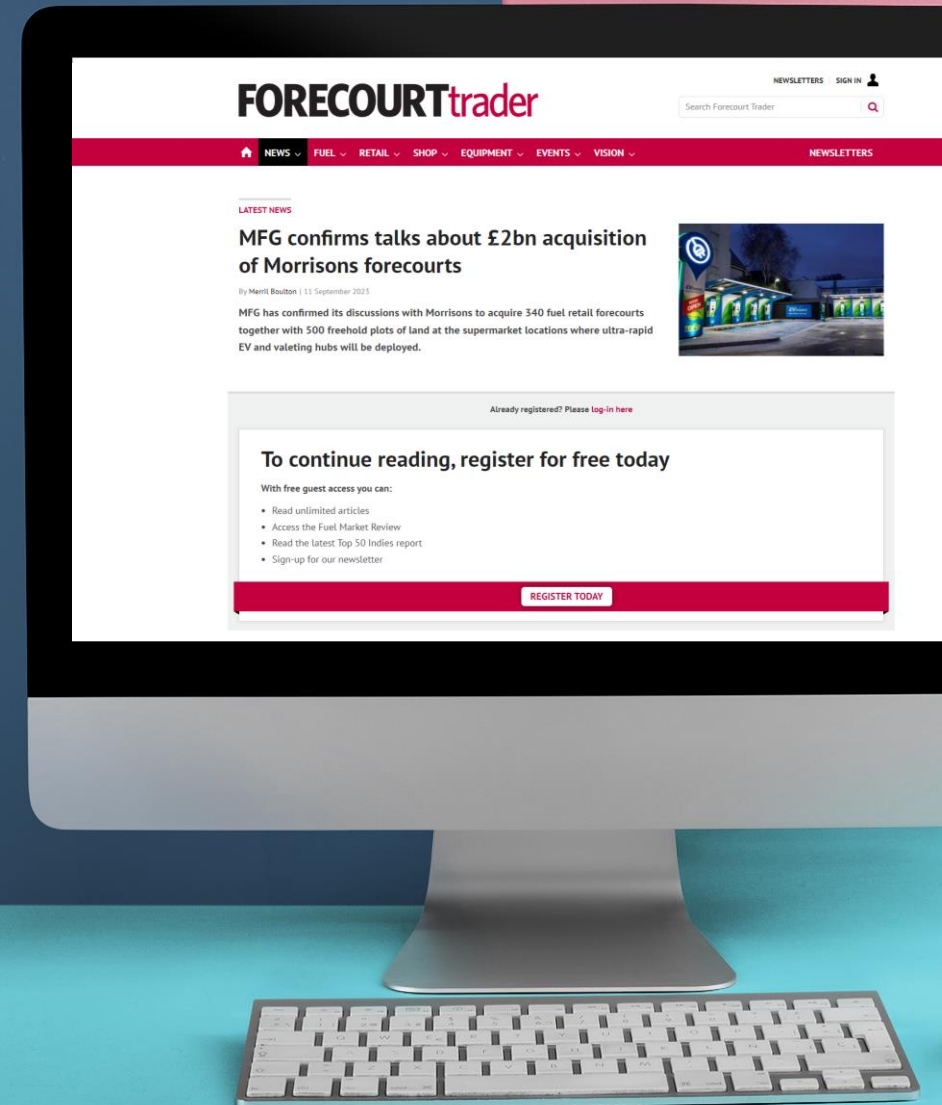 FORECOURTtrader
NEWSLETTERS SIGN IN
Search Forecourt Trader
NEWS FUEL RETAIL SHOP EQUIPMENT EVENTS VISION NEWSLETTERS
LATEST NEWS
MFG confirms talks about £2bn acquisition
of Morrisons forecourts
By Merril Boulton | 11 September 2023
MFG has confirmed its discussions with Morrisons to acquire 340 fuel retail forecourts
together with 500 freehold plots of land at the supermarket locations where ultra-rapid
EV and valeting hubs will be deployed.
Already registered? Please log-in here
To continue reading, register for free today
With free guest access you can:
• Read unlimited articles
• Access the Fuel Market Review
• Read the latest Top 50 Indies report
• Sign-up for our newsletter
REGISTER TODAY